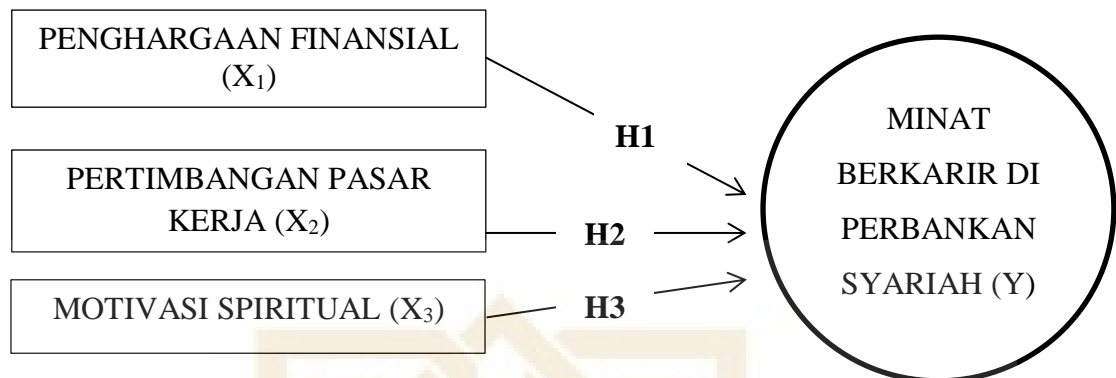 PENGHARGAAN FINANSIAL
(X₁)
H1
PERTIMBANGAN PASAR
KERJA (X₂)
H2
MOTIVASI SPIRITUAL (X₃)
H3
MINAT
BERKARIR DI
PERBANKAN
SYARIAH (Y)